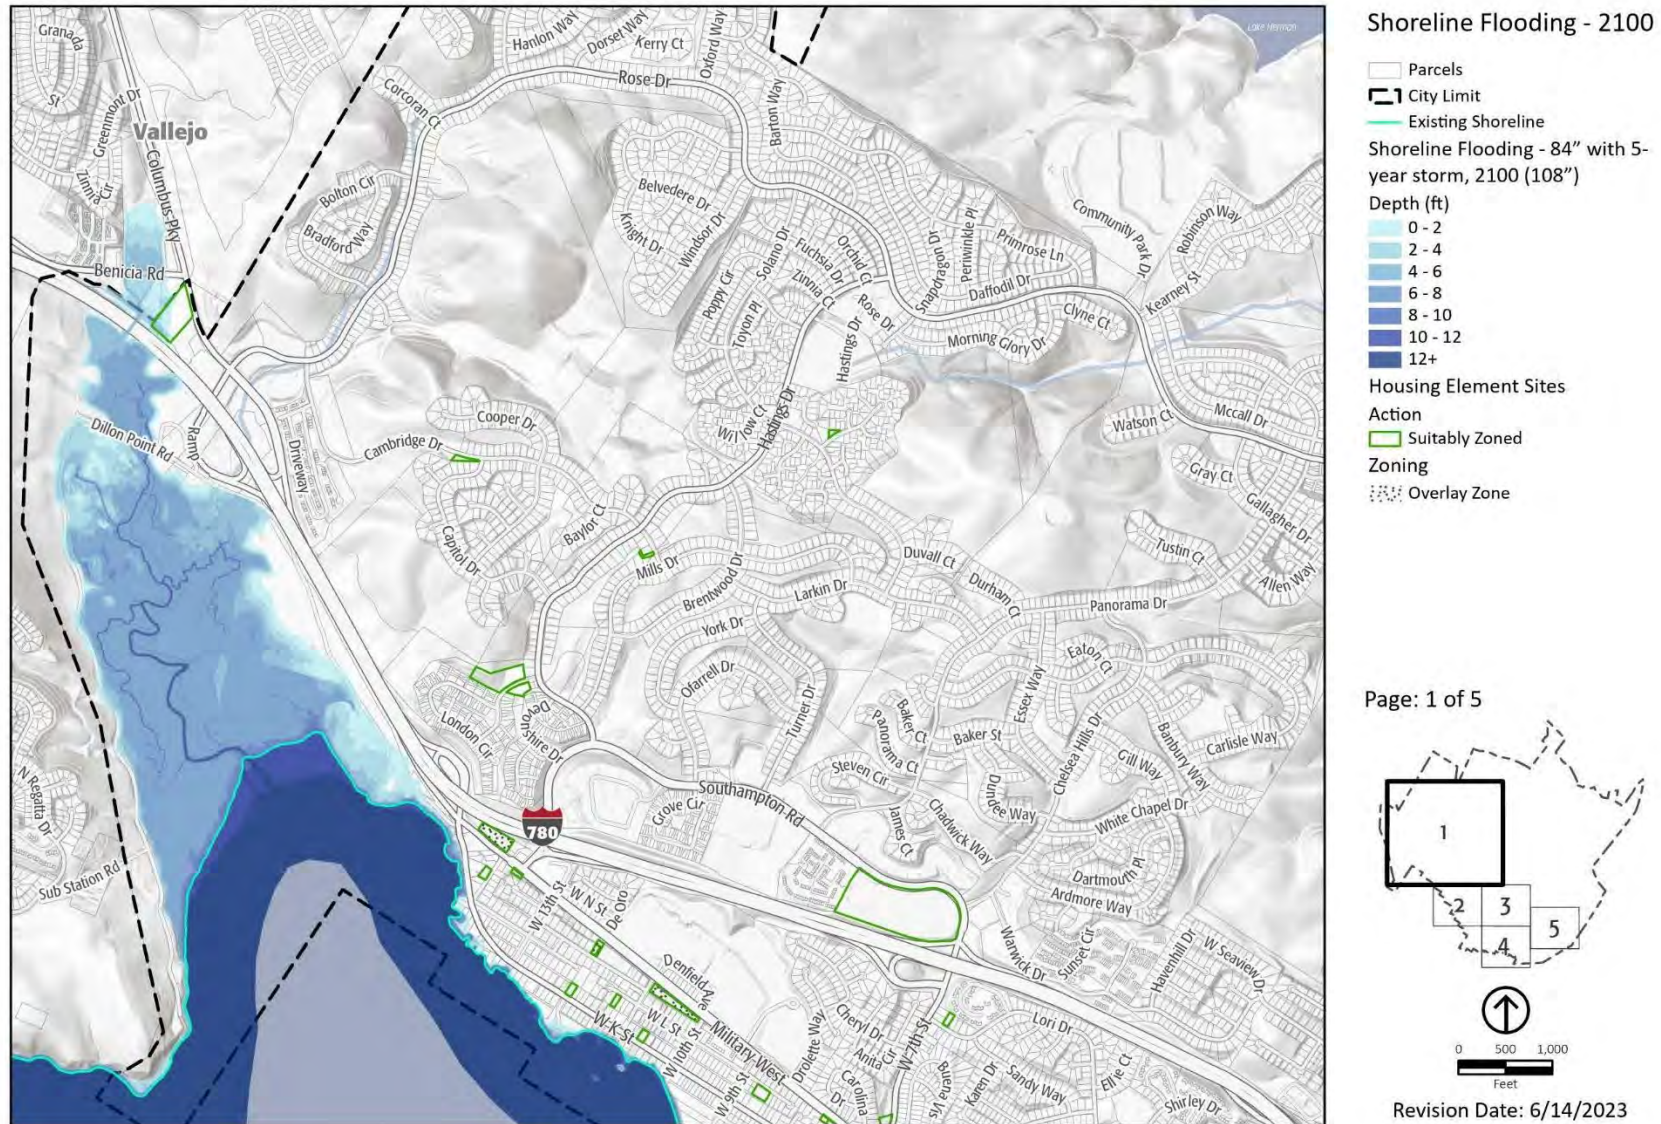 Granada
St
Greenmont Dr
Vallejo
Columbus Pky
Zinnia Cir
Benicia Rd
Hanlon Way
Dorset Way
Kerry Ct
Oxford Way
Lake Herman
Corcoran Ct
Rose Dr
Barton Way
Bolton Cir
Bradford Way
Belvedere Dr
Knight Dr
Windsor Dr
Solano Dr
Fuchsia Dr
Orchid Ct
Poppy Cir
Toyon Pl
Zinnia Ct
Rose Dr
Snapdragon Dr
Periwinkle Pl
Primrose Ln
Daffodil Dr
Community Park Dr
Robinson Way
Kearney St
Clyne Ct
Morning Glory Dr
Hastings Dr
Hastings Dr
Willow Ct
Watson Ct
Mccall Dr
Gray Ct
Gallagher Dr
Tustin Ct
Allen Way
Dillon Point Rd
Ramp
Driveway
Cooper Dr
Cambridge Dr
Capitol Dr
Baylor Ct
Mills Dr
Brentwood Dr
Larkin Dr
Duvall Ct
Durham Ct
Panorama Dr
York Dr
Ofarrell Dr
Turner Dr
Eaton Ct
Essex Way
Baker Ct
Panorama Ct
Baker St
Chelsea Hills Dr
Banbury Way
Carlisle Way
Gill Way
Steven Cir
Dundee Way
White Chapel Dr
London Cir
Devonshire Dr
Southampton Rd
Grove Cir
James Ct
Chadwick Way
Dartmouth Pl
Ardmore Way
780
N Regatta Dr
Sub Station Rd
W 13th St
W N St
De Oro
Denfield Ave
Military West
W K St
W L St
W 10th St
W 9th St
Drolette Way
Cheryl Dr
Anita Cir
Carolina Dr
W 7th St
Buena Vis
Karen Dr
Sandy Way
Lori Dr
Elfie Ct
Shirley Dr
Warwick Dr
Sunset Cir
Havenhill Dr
W Seaview Dr
Shoreline Flooding - 2100
Parcels
City Limit
Existing Shoreline
Shoreline Flooding - 84” with 5-
year storm, 2100 (108”)
Depth (ft)
0 - 2
2 - 4
4 - 6
6 - 8
8 - 10
10 - 12
12+
Housing Element Sites
Action
Suitably Zoned
Zoning
Overlay Zone
Page: 1 of 5
1
2
3
4
5
0 500 1,000
Feet
Revision Date: 6/14/2023